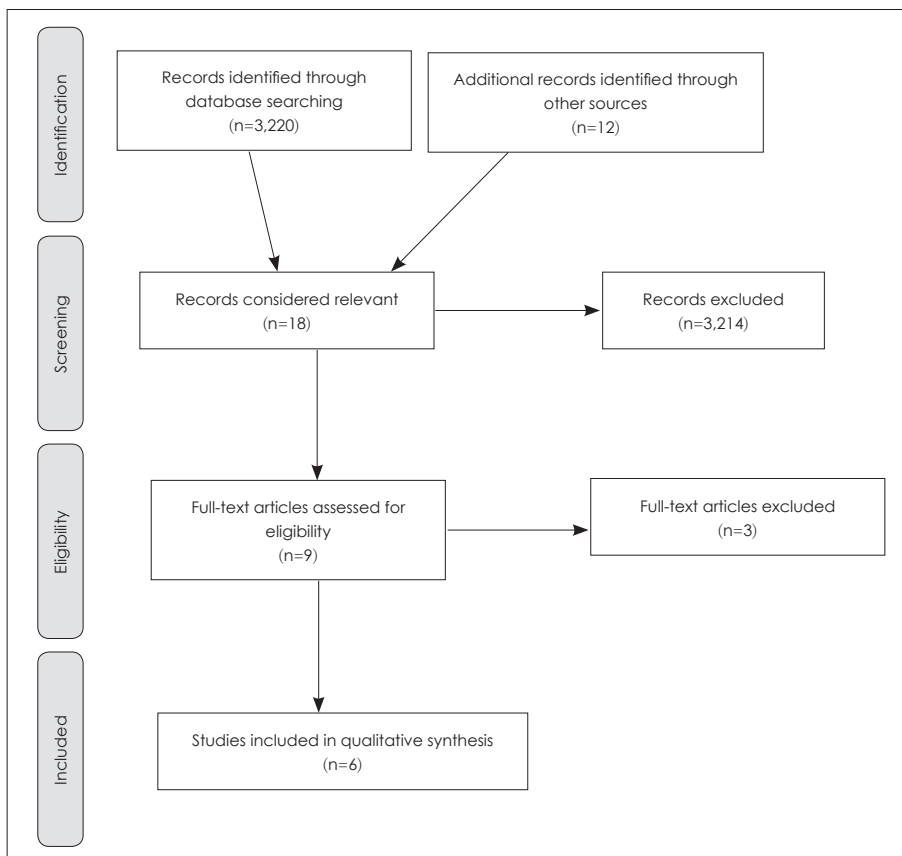 Identification
Records identified through
database searching
(n=3,220)
Additional records identified through
other sources
(n=12)
Screening
Records considered relevant
(n=18)
Records excluded
(n=3,214)
Eligibility
Full-text articles assessed for
eligibility
(n=9)
Full-text articles excluded
(n=3)
Included
Studies included in qualitative synthesis
(n=6)